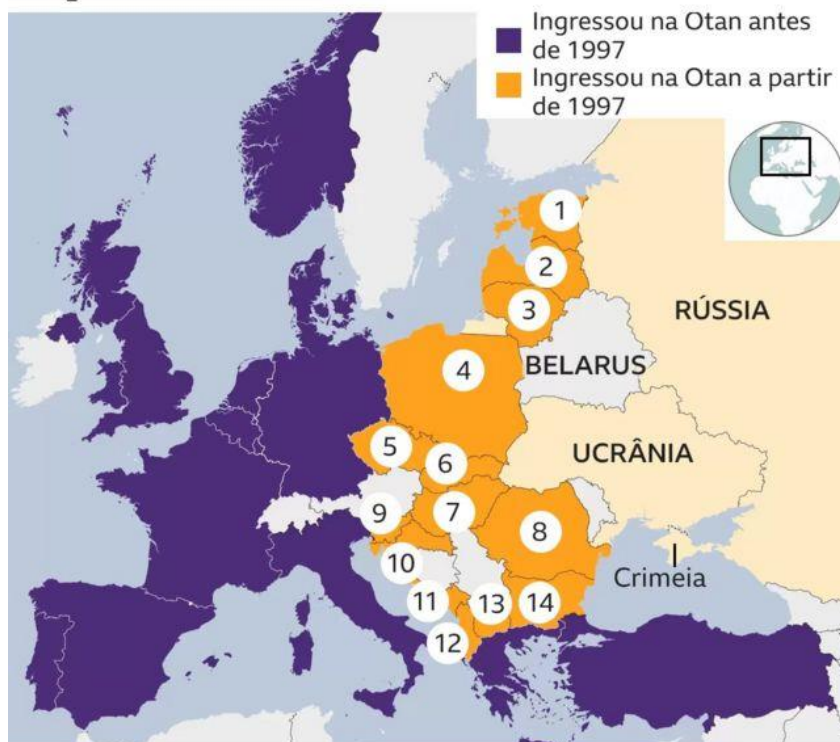 Ingressou na Otan antes
de 1997
Ingressou na Otan a partir
de 1997
1
2
3
RÚSSIA
BELARUS
4
5
6
UCRÂNIA
7
8
9
10
Crimeia
11
13
14
12